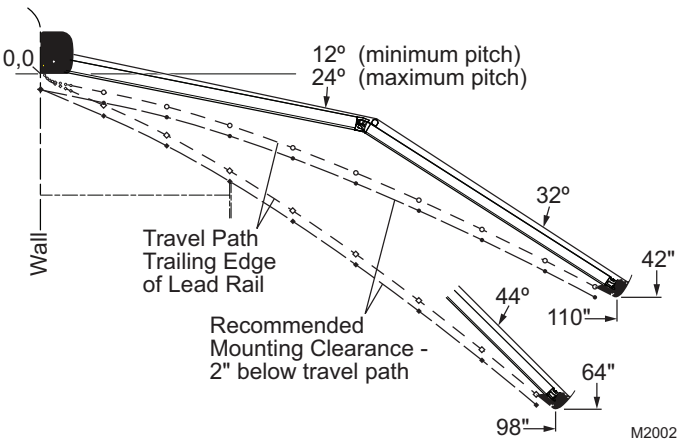 0,0
12º (minimum pitch)
24º (maximum pitch)
32º
42"
110"
Wall
Travel Path
Trailing Edge
of Lead Rail
44º
Recommended
Mounting Clearance -
2" below travel path
64"
98"
M2002